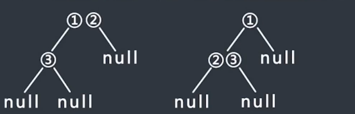 ① ② ①
③ null ② ③ null
null null null null